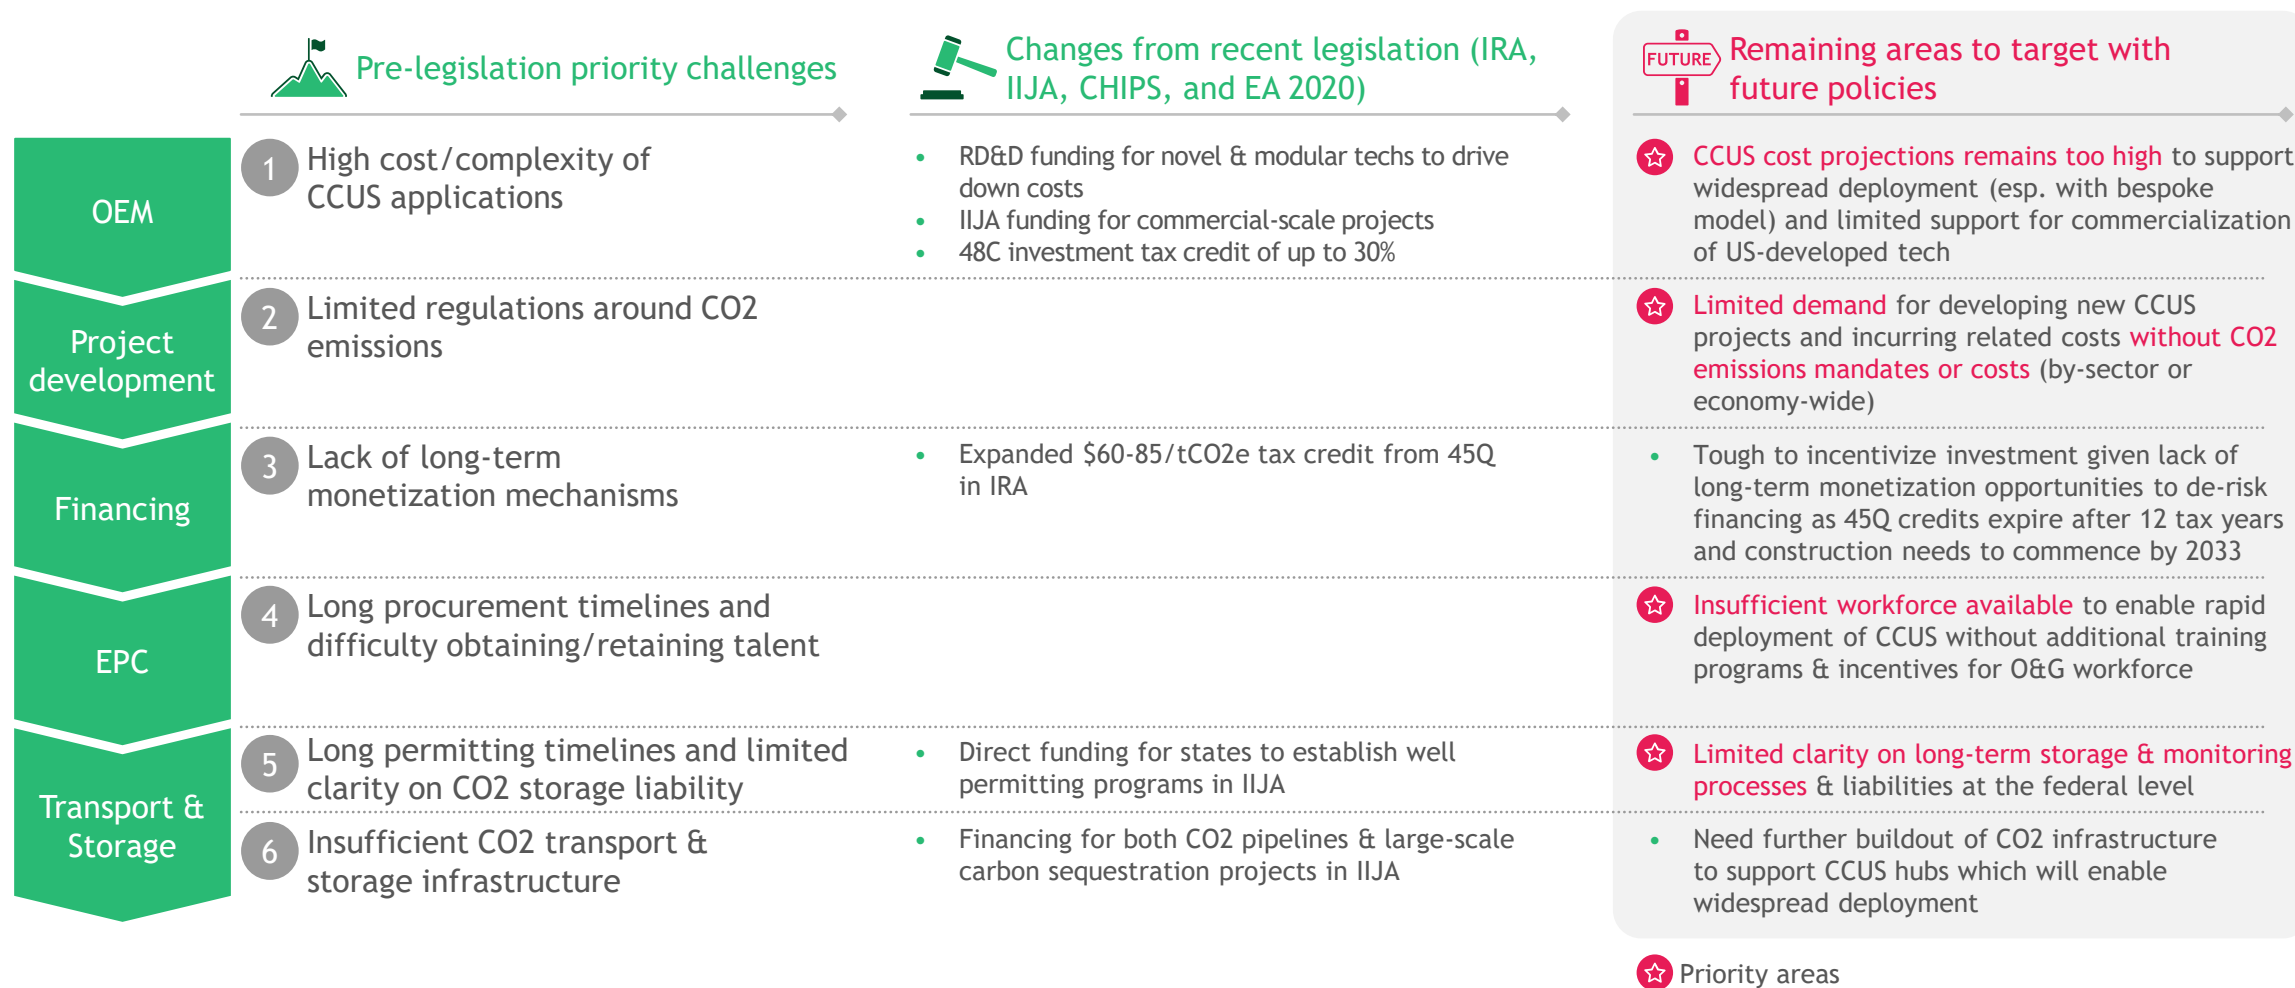 Pre-legislation priority challenges
Changes from recent legislation (IRA,
IIJA, CHIPS, and EA 2020)
FUTURE
Remaining areas to target with
future policies
OEM
1
High cost/complexity of
CCUS applications
• RD&D funding for novel & modular techs to drive
down costs
• IIJA funding for commercial-scale projects
• 48C investment tax credit of up to 30%
CCUS cost projections remains too high to support
widespread deployment (esp. with bespoke
model) and limited support for commercialization
of US-developed tech
Project
development
2
Limited regulations around CO2
emissions
Limited demand for developing new CCUS
projects and incurring related costs without CO2
emissions mandates or costs (by-sector or
economy-wide)
Financing
3
Lack of long-term
monetization mechanisms
• Expanded $60-85/tCO2e tax credit from 45Q
in IRA
• Tough to incentivize investment given lack of
long-term monetization opportunities to de-risk
financing as 45Q credits expire after 12 tax years
and construction needs to commence by 2033
EPC
4
Long procurement timelines and
difficulty obtaining/retaining talent
Insufficient workforce available to enable rapid
deployment of CCUS without additional training
programs & incentives for O&G workforce
Transport &
Storage
5
Long permitting timelines and limited
clarity on CO2 storage liability
• Direct funding for states to establish well
permitting programs in IIJA
Limited clarity on long-term storage & monitoring
processes & liabilities at the federal level
6
Insufficient CO2 transport &
storage infrastructure
• Financing for both CO2 pipelines & large-scale
carbon sequestration projects in IIJA
• Need further buildout of CO2 infrastructure
to support CCUS hubs which will enable
widespread deployment
Priority areas